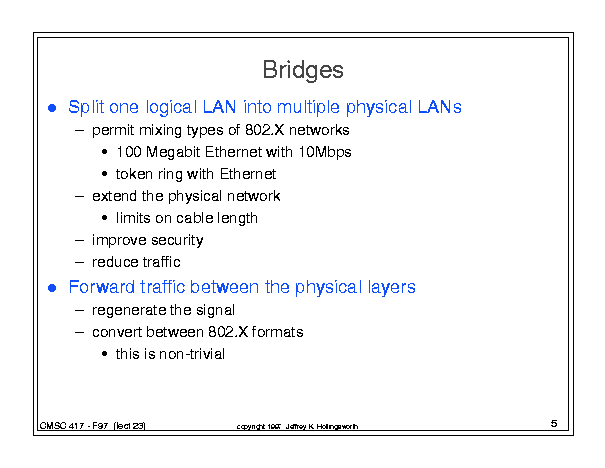 Bridges
● Split one logical LAN into multiple physical LANs
– permit mixing types of 802.X networks
• 100 Megabit Ethernet with 10Mbps
• token ring with Ethernet
– extend the physical network
• limits on cable length
– improve security
– reduce traffic
● Forward traffic between the physical layers
– regenerate the signal
– convert between 802.X formats
• this is non-trivial
CMSC 417 - F97 (lect 23)
copyright 1997 Jeffrey K. Hollingsworth
5